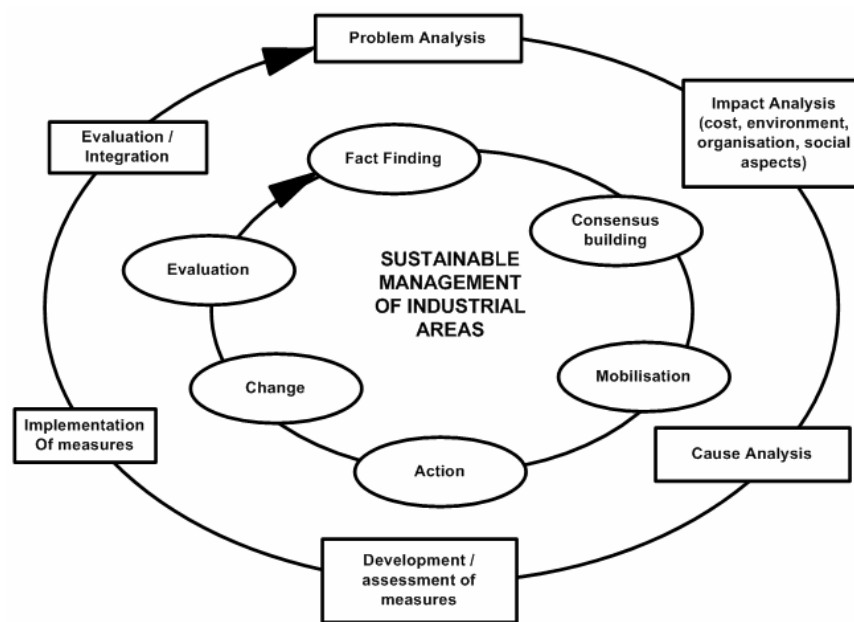 Problem Analysis
Impact Analysis
(cost, environment,
organisation, social
aspects)
Evaluation /
Integration
Fact Finding
Consensus
building
Evaluation
SUSTAINABLE
MANAGEMENT
OF INDUSTRIAL
AREAS
Change
Mobilisation
Implementation
Of measures
Cause Analysis
Action
Development /
assessment of
measures